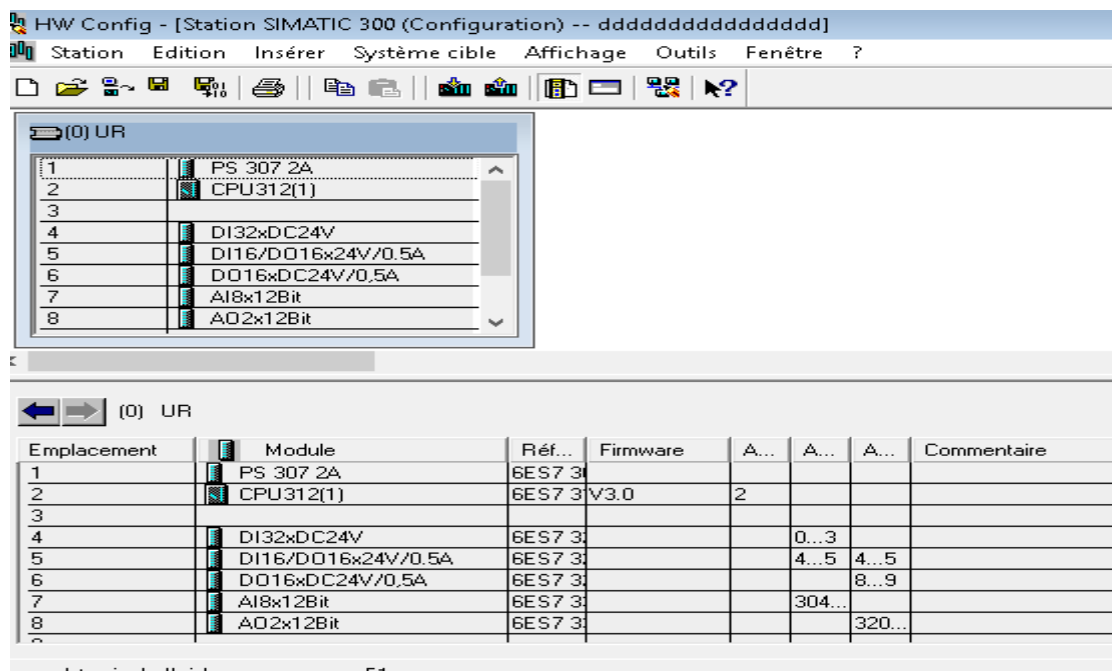 HW Config - [Station SIMATIC 300 (Configuration) -- ddddddddddddddddd]
Station Edition Insérer Système cible Affichage Outils Fenêtre ?
(0) UR
1 PS 307 2A
2 CPU312(1)
3
4 DI32xDC24V
5 DI16/DO16x24V/0.5A
6 DO16xDC24V/0,5A
7 AI8x12Bit
8 AO2x12Bit
(0) UR
Emplacement Module Réf... Firmware A... A... A... Commentaire
1 PS 307 2A 6ES7 3
2 CPU312(1) 6ES7 3 V3.0 2
3
4 DI32xDC24V 6ES7 3 0...3
5 DI16/DO16x24V/0.5A 6ES7 3 4...5 4...5
6 DO16xDC24V/0,5A 6ES7 3 8...9
7 AI8x12Bit 6ES7 3 304...
8 AO2x12Bit 6ES7 3 320...